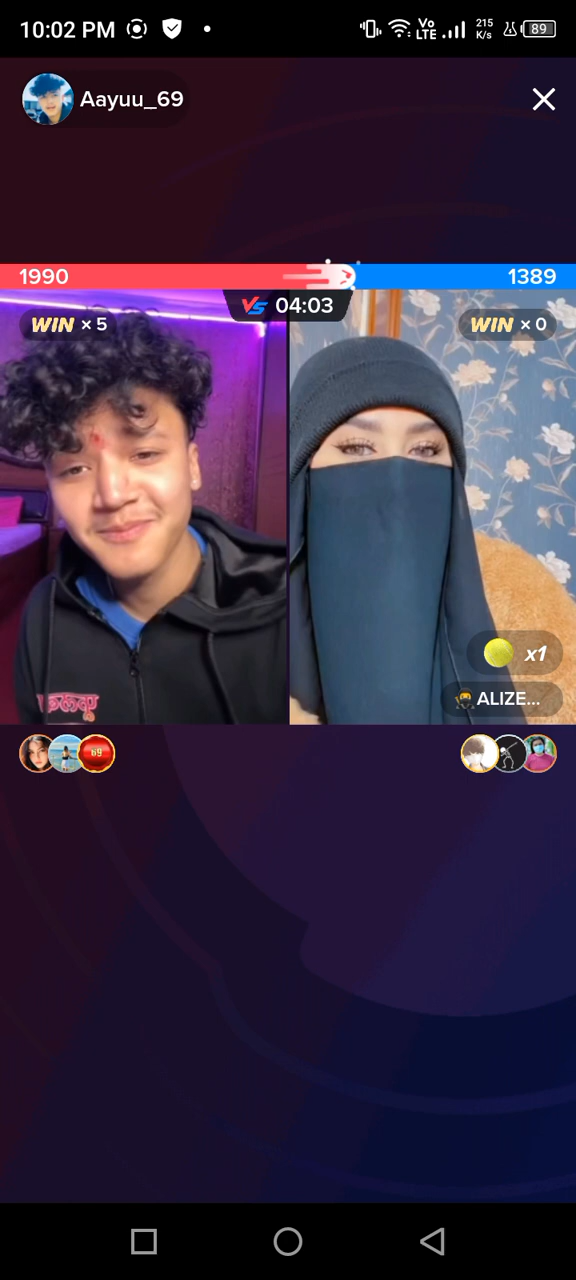 10:02 PM
Vo
LTE
215
K/s
89
Aayuu_69
1990
1389
VS 04:03
WIN × 5
WIN × 0
x1
ALIZE...
69